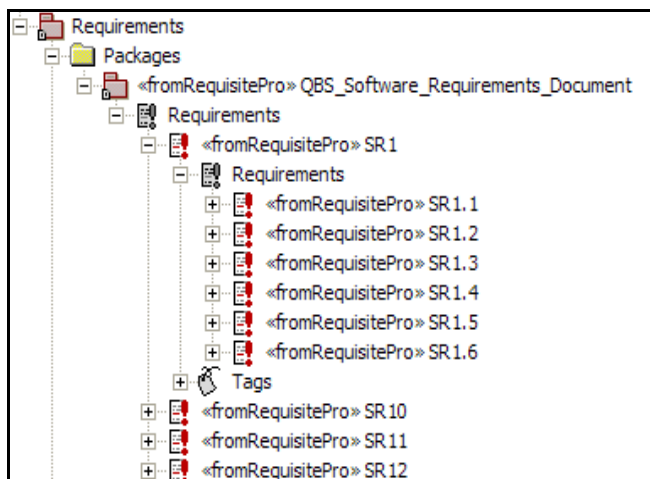 Requirements
Packages
«fromRequisitePro» QBS_Software_Requirements_Document
Requirements
«fromRequisitePro» SR1
Requirements
«fromRequisitePro» SR1.1
«fromRequisitePro» SR1.2
«fromRequisitePro» SR1.3
«fromRequisitePro» SR1.4
«fromRequisitePro» SR1.5
«fromRequisitePro» SR1.6
Tags
«fromRequisitePro» SR10
«fromRequisitePro» SR11
«fromRequisitePro» SR12